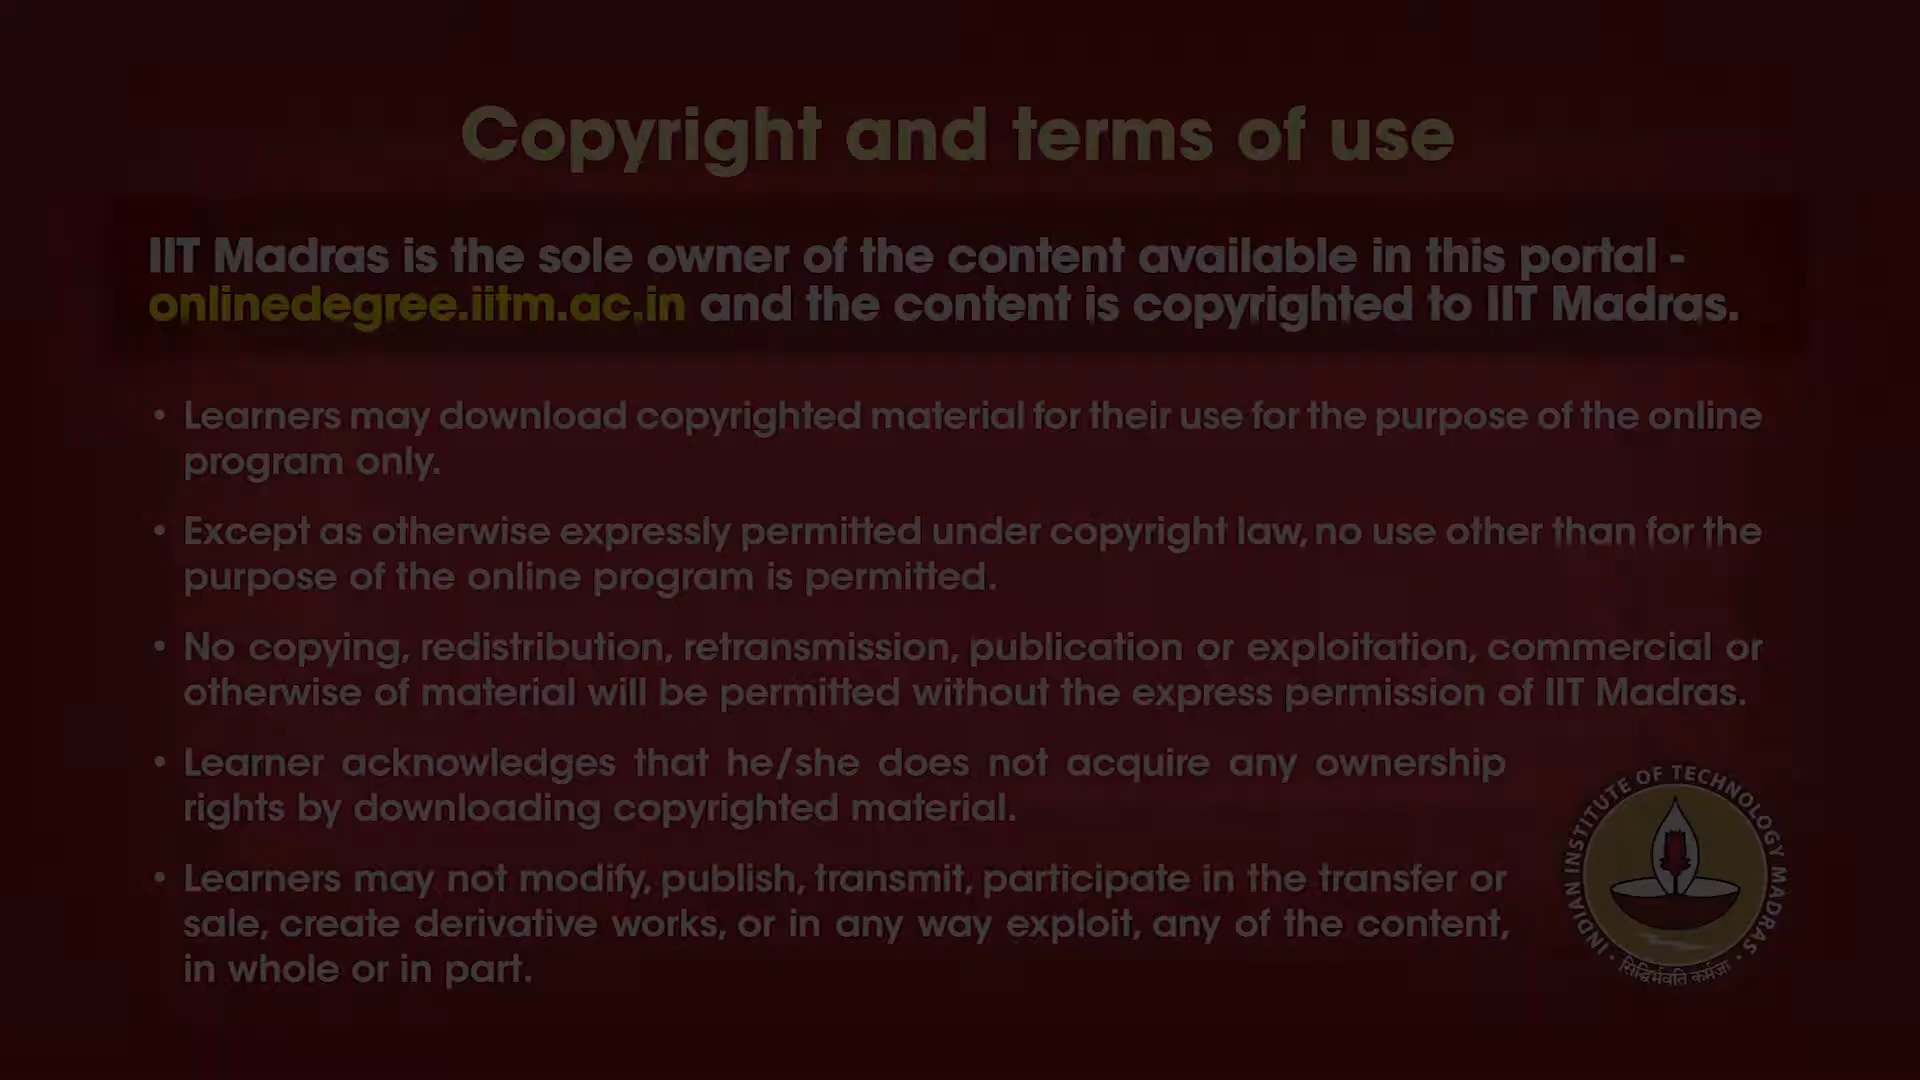 Copyright and terms of use
IIT Madras is the sole owner of the content available in this portal -
onlinedegree.iitm.ac.in and the content is copyrighted to IIT Madras.
• Learners may download copyrighted material for their use for the purpose of the online
program only.
• Except as otherwise expressly permitted under copyright law, no use other than for the
purpose of the online program is permitted.
• No copying, redistribution, retransmission, publication or exploitation, commercial or
otherwise of material will be permitted without the express permission of IIT Madras.
• Learner acknowledges that he/she does not acquire any ownership
rights by downloading copyrighted material.
• Learners may not modify, publish, transmit, participate in the transfer or
sale, create derivative works, or in any way exploit, any of the content,
in whole or in part.
INDIAN INSTITUTE OF TECHNOLOGY MADRAS
सिद्धिर्भवति कर्मजा